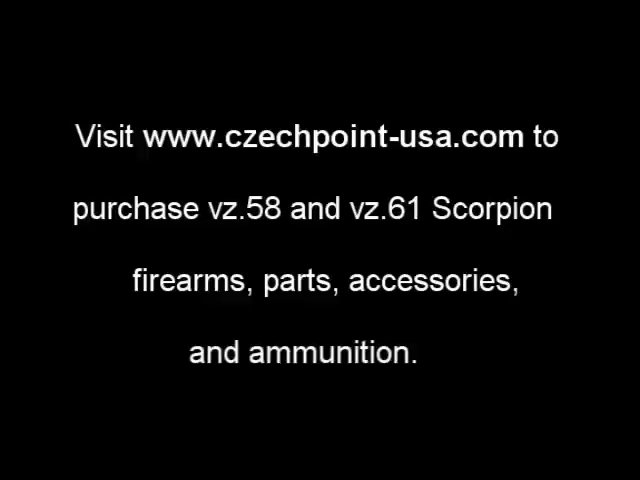 Visit www.czechpoint-usa.com to
purchase vz.58 and vz.61 Scorpion
firearms, parts, accessories,
and ammunition.